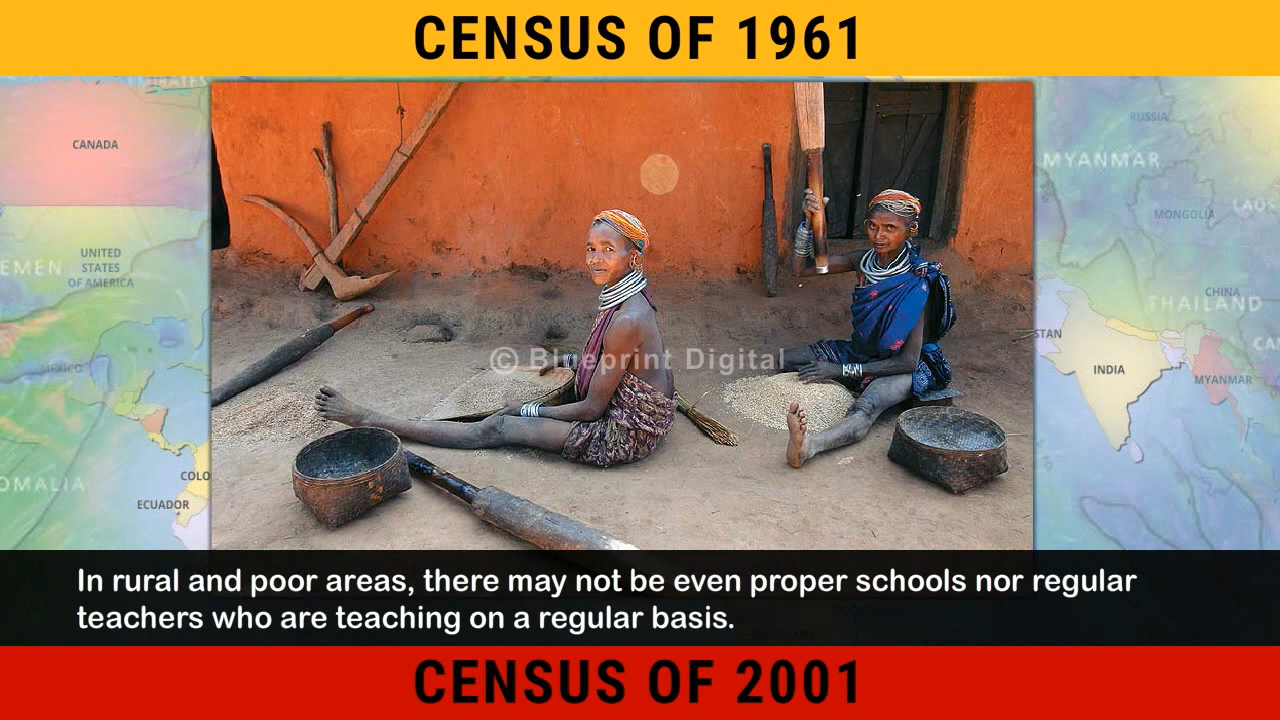 CENSUS OF 1961
CANADA
RUSSIA
MYANMAR
MONGOLIA
LAOS
UNITED
STATES
OF AMERICA
EMEN
CHINA
THAILAND
STAN
© Blueprint Digital
MEXICO
INDIA
MYANMAR
OMALIA
COLO
ECUADOR
In rural and poor areas, there may not be even proper schools nor regular
teachers who are teaching on a regular basis.
CENSUS OF 2001